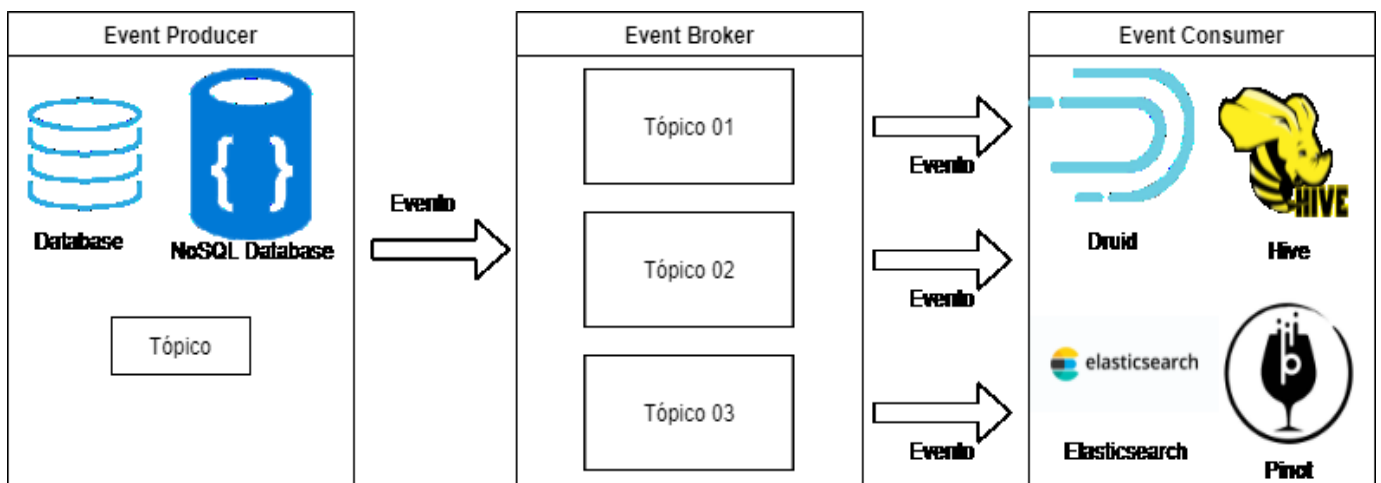 Event Producer
Database
NoSQL Database
Tópico
Evento
Event Broker
Tópico 01
Tópico 02
Tópico 03
Evento
Evento
Evento
Event Consumer
Druid
HIVE
Hive
elasticsearch
Elasticsearch
p
Pinot